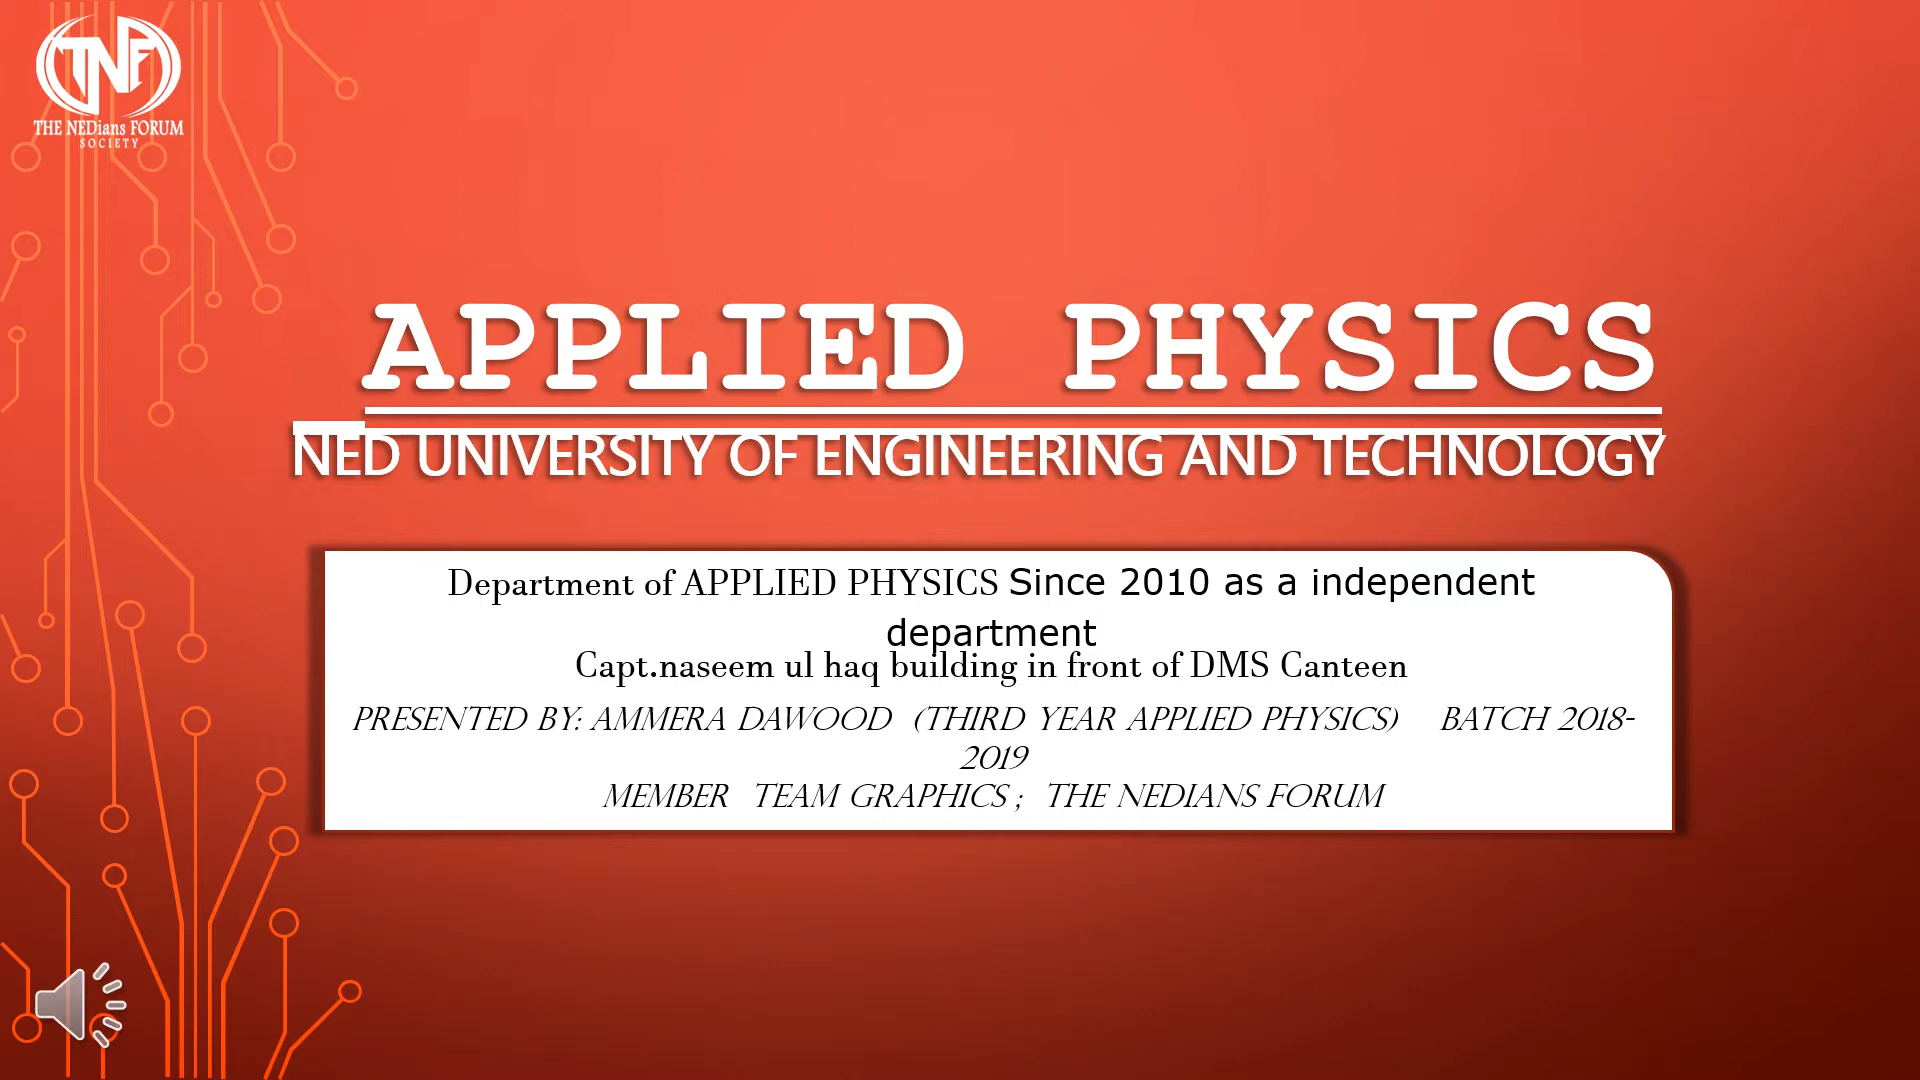 TNF
THE NEDians FORUM
SOCIETY
APPLIED PHYSICS
NED UNIVERSITY OF ENGINEERING AND TECHNOLOGY
Department of APPLIED PHYSICS Since 2010 as a independent
department
Capt.naseem ul haq building in front of DMS Canteen
PRESENTED BY: AMMERA DAWOOD (THIRD YEAR APPLIED PHYSICS) BATCH 2018-
2019
MEMBER TEAM GRAPHICS ; THE NEDIANS FORUM